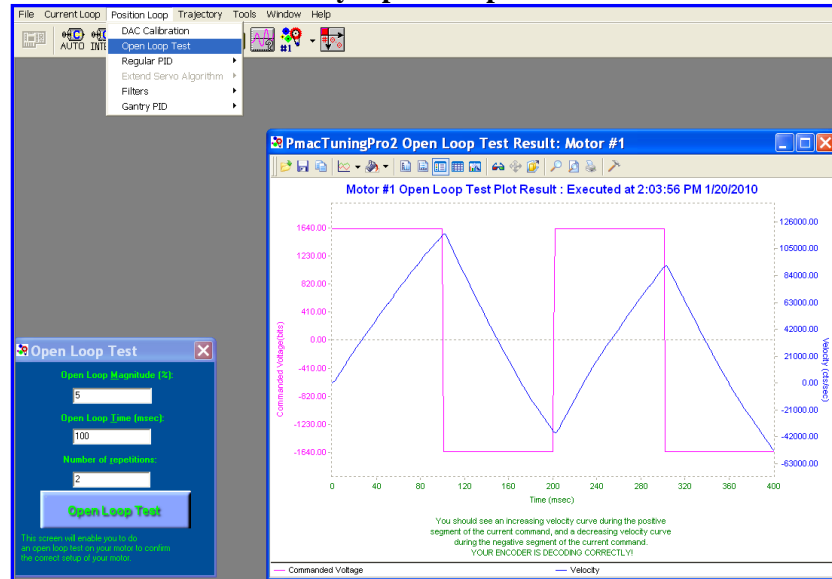 File CurrentLoop Position Loop Trajectory Tools Window Help
AUTO
#1
DAC Calibration
Open Loop Test
Regular PID
Extend Servo Algorithm
Filters
Gantry PID
PmacTuningPro2 Open Loop Test Result: Motor #1
Motor #1 Open Loop Test Plot Result : Executed at 2:03:56 PM 1/20/2010
1640.00
1230.00
820.00
410.00
0.00
-410.00
-820.00
-1230.00
-1640.00
Commanded Voltage(bits)
126000.00
105000.00
84000.00
63000.00
42000.00
21000.00
0.00
-21000.00
-42000.00
-63000.00
Velocity (cts/sec)
0 40 80 120 160 200 240 280 320 360 400
Time (msec)
You should see an increasing velocity curve during the positive
segment of the current command, and a decreasing velocity curve
during the negative segment of the current command.
YOUR ENCODER IS DECODING CORRECTLY!
Commanded Voltage Velocity
Open Loop Test
Open Loop Magnitude (%):
5
Open Loop Time (msec):
100
Number of repetitions:
2
Open Loop Test
This screen will enable you to do
an open loop test on your motor to confirm
the correct setup of your motor.